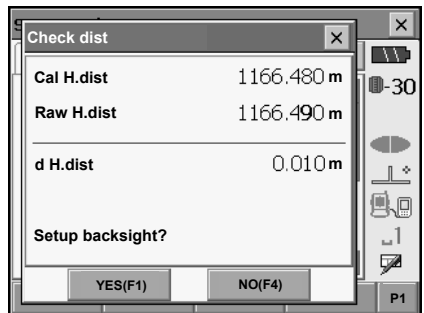 Check dist
Cal H.dist 1166.480 m
Raw H.dist 1166.490 m
-30
d H.dist 0.010 m
Setup backsight?
1
YES(F1) NO(F4)
P1